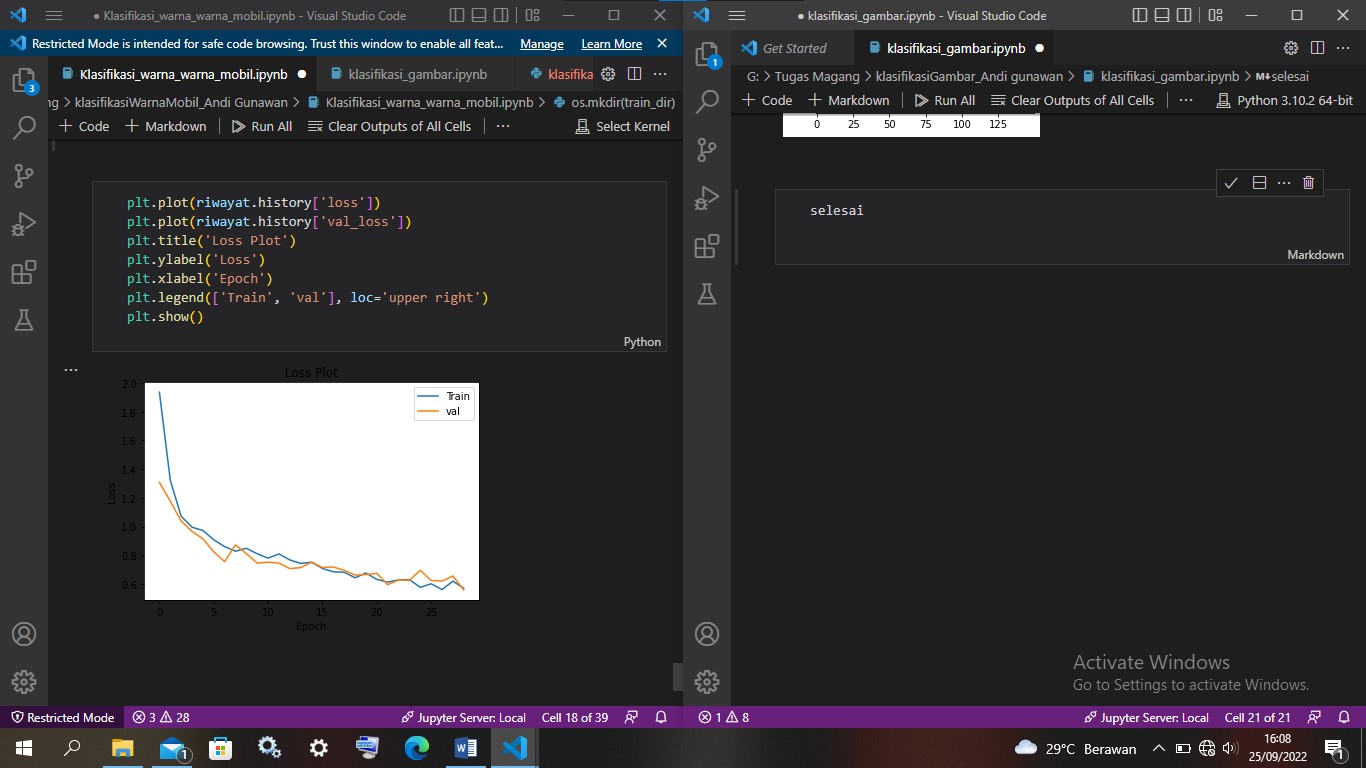 ● Klasifikasi_warna_warna_mobil.ipynb - Visual Studio Code
Restricted Mode is intended for safe code browsing. Trust this window to enable all feat... Manage Learn More
Klasifikasi_warna_warna_mobil.ipynb ● klasifikasi_gambar.ipynb klasifika ...
ng > klasifikasiWarnaMobil_Andi Gunawan > Klasifikasi_warna_warna_mobil.ipynb > os.mkdir(train_dir)
+ Code + Markdown Run All Clear Outputs of All Cells ... Select Kernel
3
plt.plot(riwayat.history['loss'])
plt.plot(riwayat.history['val_loss'])
plt.title('Loss Plot')
plt.ylabel('Loss')
plt.xlabel('Epoch')
plt.legend(['Train', 'val'], loc='upper right')
plt.show()
Python
...
Loss Plot
2.0
1.8
1.6
1.4
1.2
1.0
0.8
0.6
Loss
Train
val
0 5 10 15 20 25
Epoch
Restricted Mode 3 28 Jupyter Server: Local Cell 18 of 39
● klasifikasi_gambar.ipynb - Visual Studio Code
Get Started klasifikasi_gambar.ipynb ● ...
G: > Tugas Magang > klasifikasiGambar_Andi gunawan > klasifikasi_gambar.ipynb > M↓selesai
+ Code + Markdown Run All Clear Outputs of All Cells ... Python 3.10.2 64-bit
1
0 25 50 75 100 125
...
selesai
Markdown
Activate Windows
Go to Settings to activate Windows.
1 8 Jupyter Server: Local Cell 21 of 21
1
W
29°C Berawan
16:08
25/09/2022
1